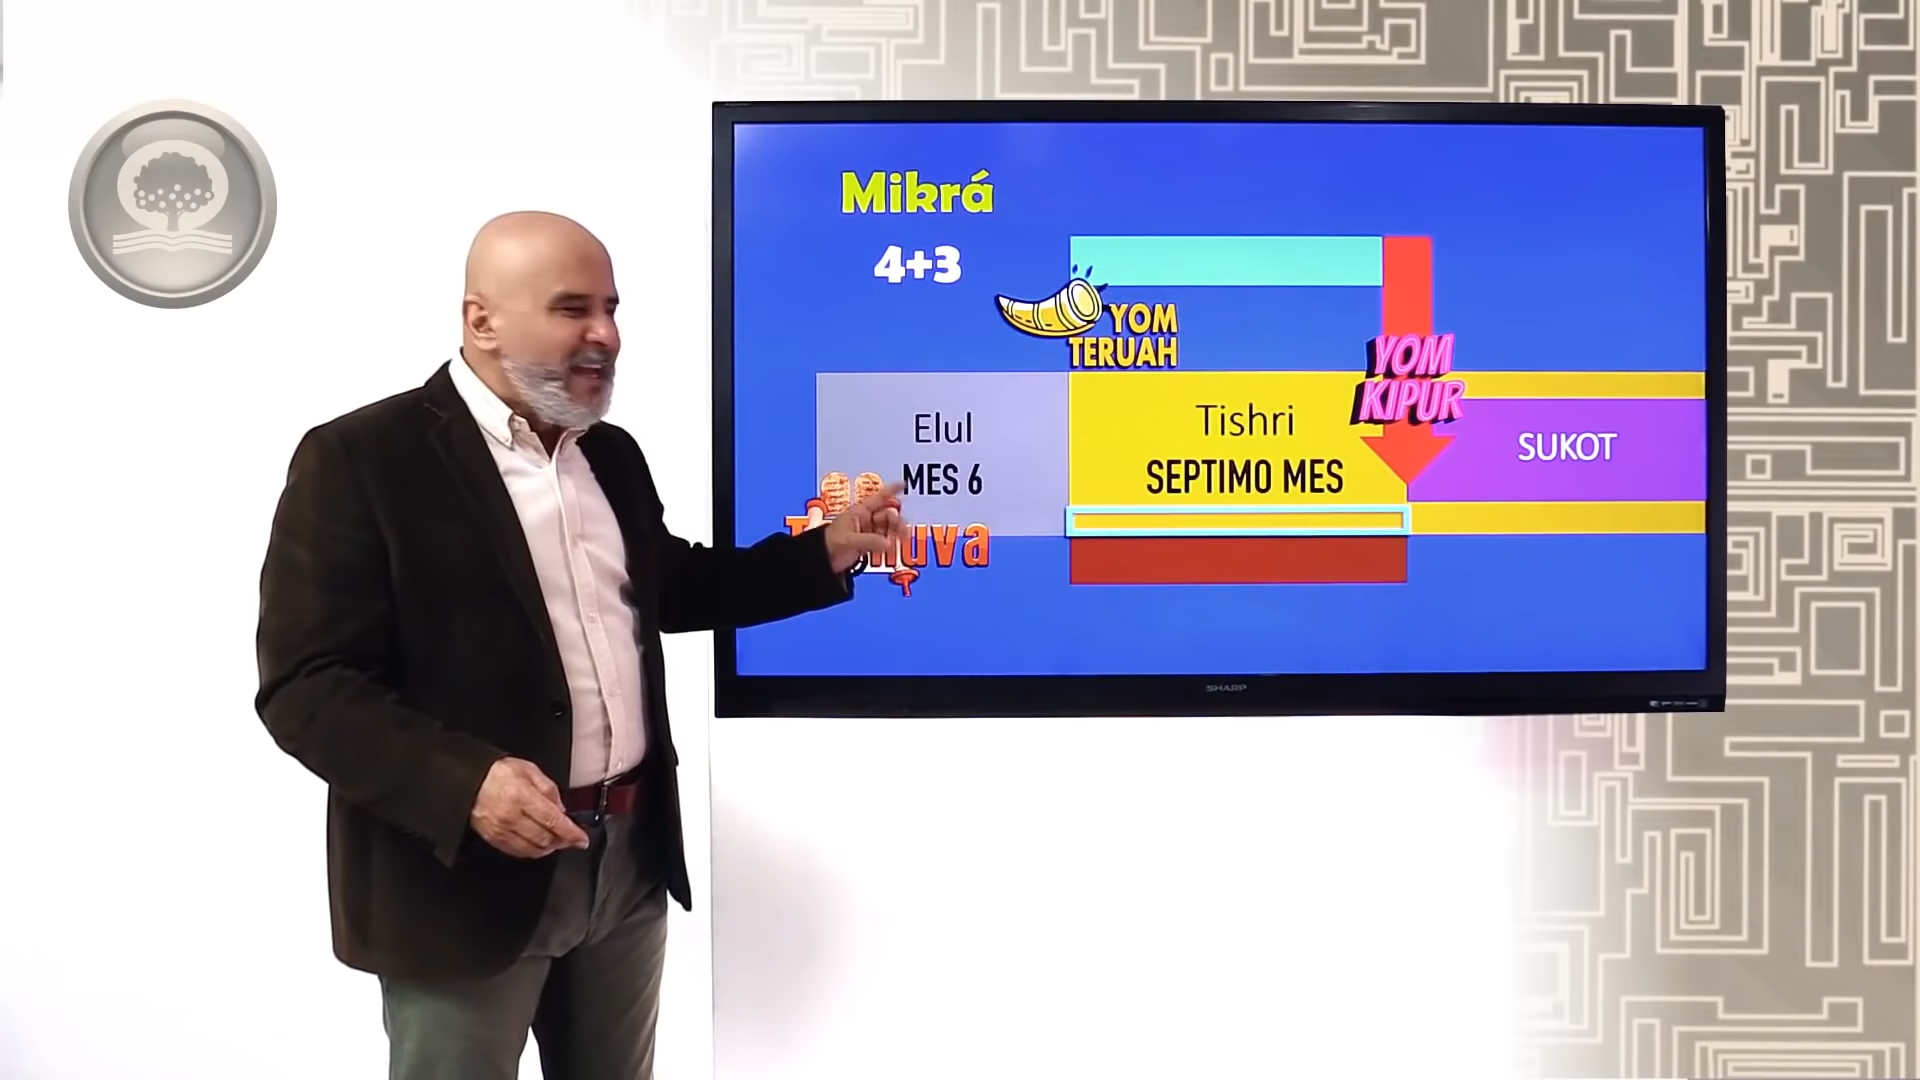 Mikrá
4+3
YOM
TERUAH
YOM
KIPUR
Elul
MES 6
Tishri
SEPTIMO MES
SUKOT
SHARP